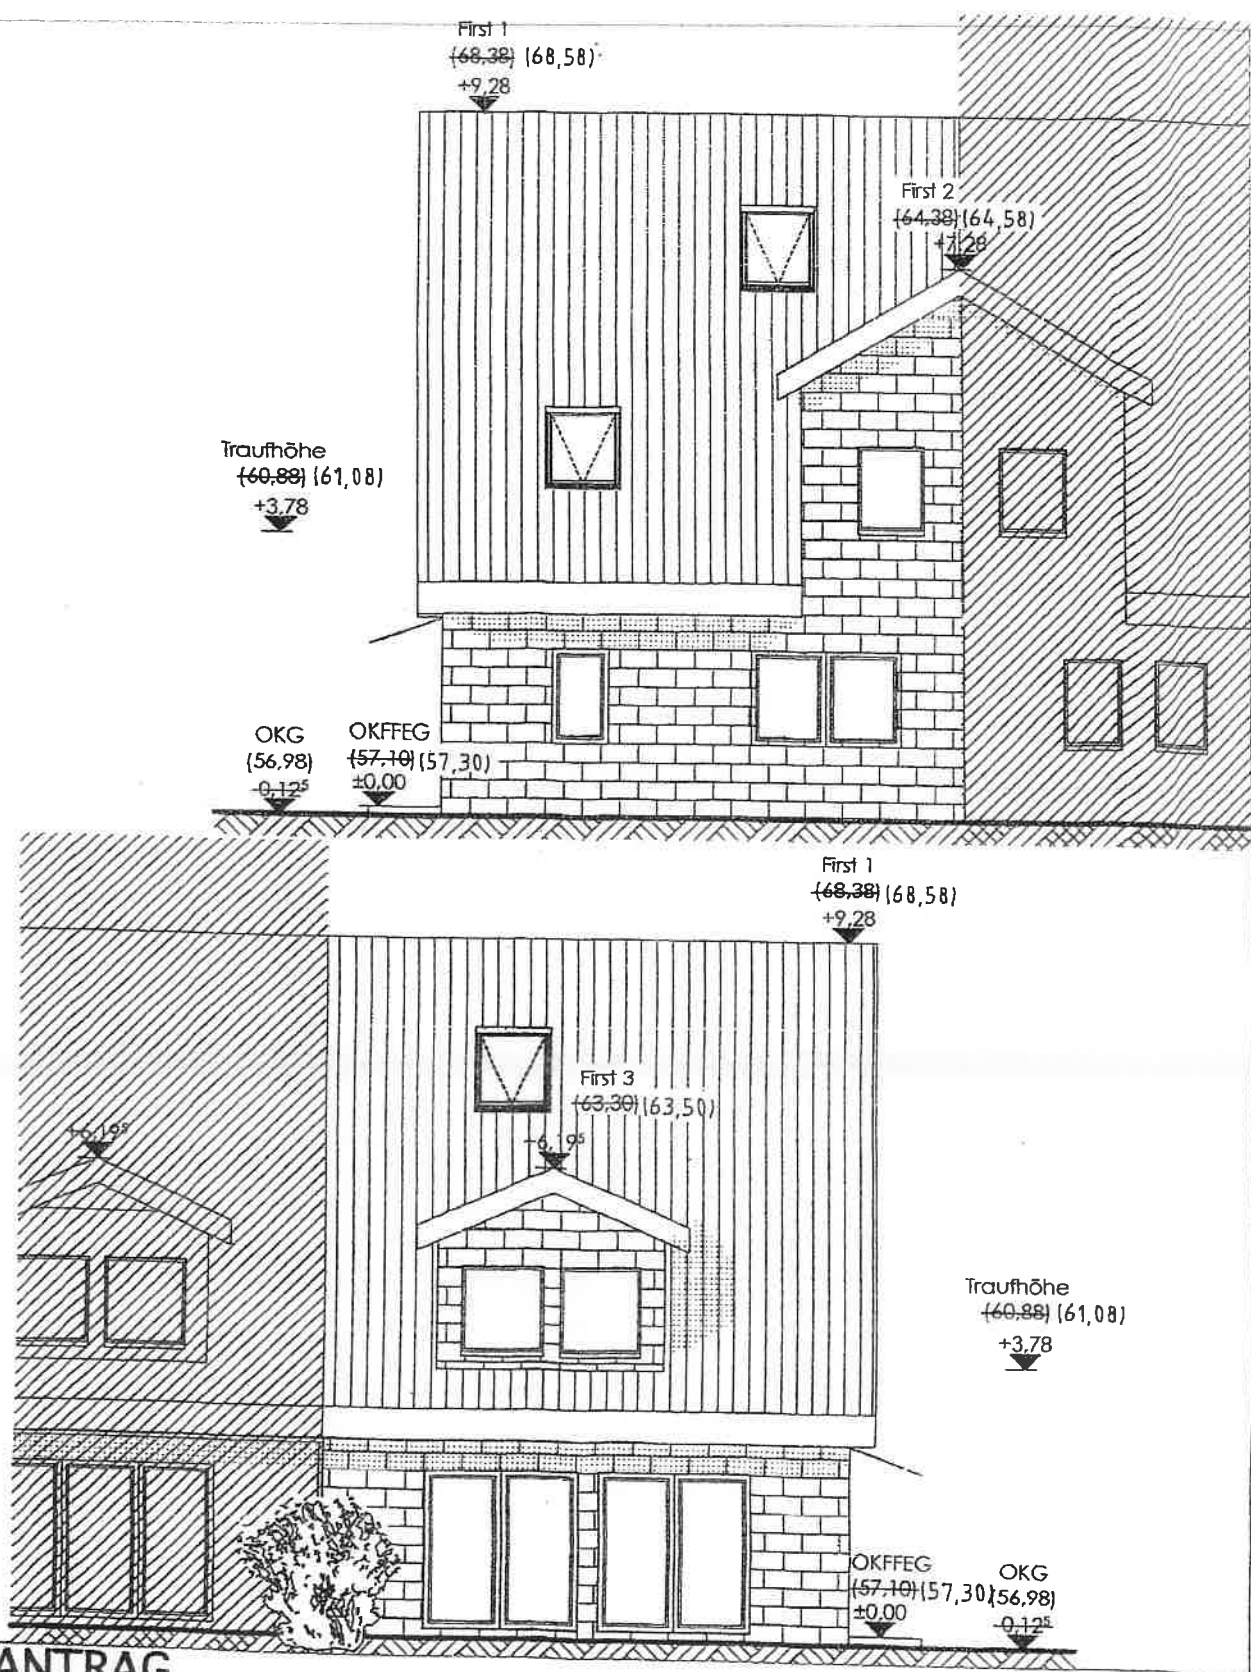 First 1
(68,38) (68,58)
+9,28
First 2
(64,38) (64,58)
+7,28
Traufhöhe
(60,88) (61,08)
+3,78
OKG
(56,98)
-0,12⁵
OKFFEG
(57,10) (57,30)
±0,00
First 1
(68,38) (68,58)
+9,28
First 3
(63,30) (63,50)
+6,19⁵
+6,19⁵
Traufhöhe
(60,88) (61,08)
+3,78
OKFFEG
(57,10) (57,30)
±0,00
OKG
(56,98)
-0,12⁵
ANTRAG